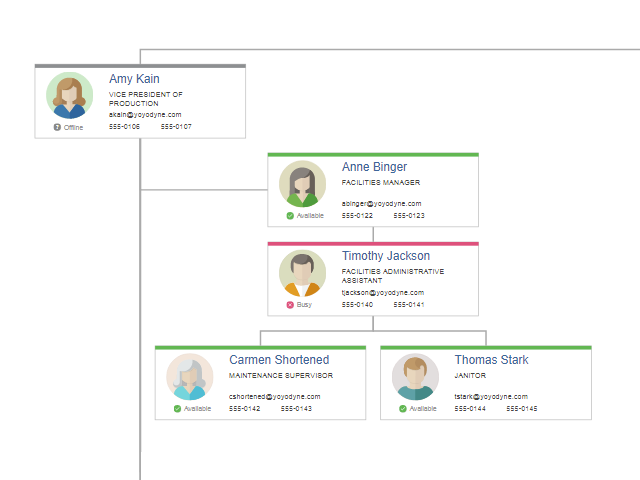 Amy Kain
VICE PRESIDENT OF
PRODUCTION
akain@yoyodyne.com
Offline
555-0106 555-0107
Anne Binger
FACILITIES MANAGER
abinger@yoyodyne.com
Available
555-0122 555-0123
Timothy Jackson
FACILITIES ADMINISTRATIVE
ASSISTANT
tjackson@yoyodyne.com
Busy
555-0140 555-0141
Carmen Shortened
MAINTENANCE SUPERVISOR
cshortened@yoyodyne.com
Available
555-0142 555-0143
Thomas Stark
JANITOR
tstark@yoyodyne.com
Available
555-0144 555-0145